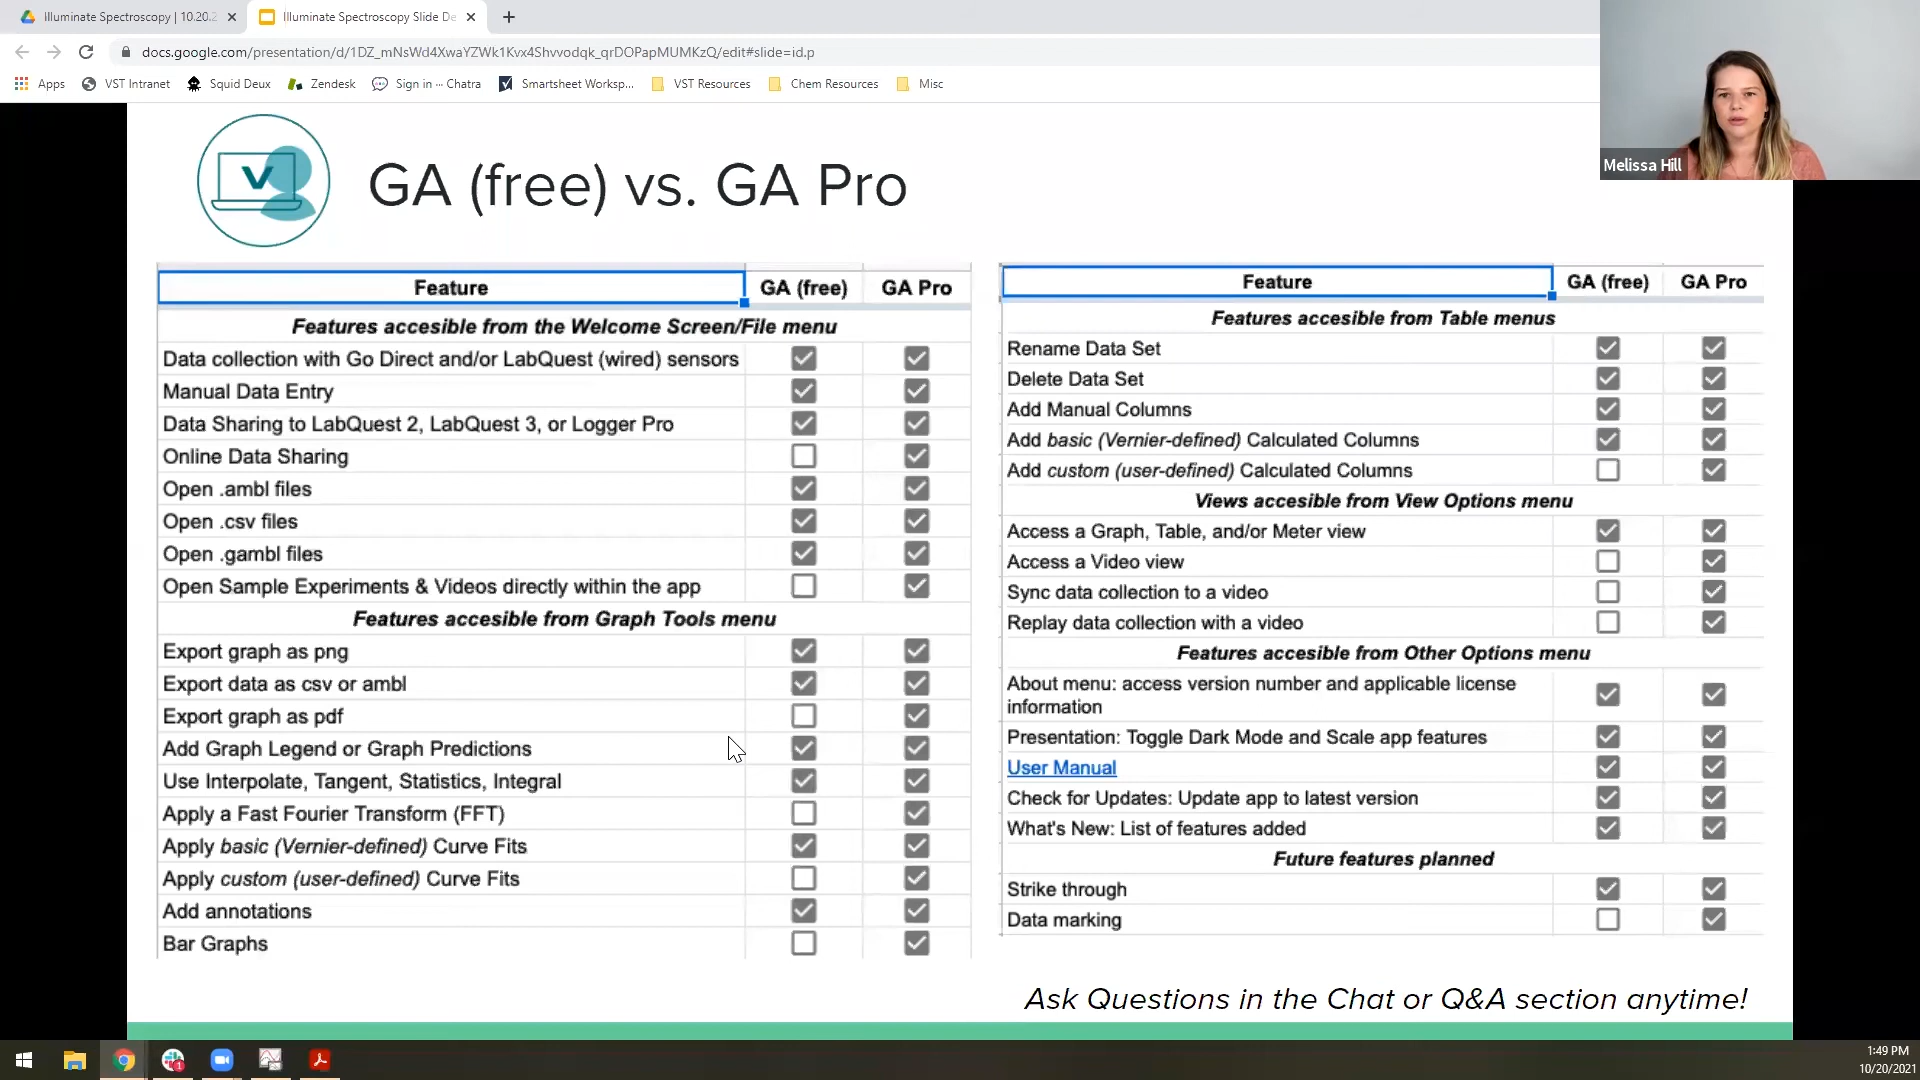 Illuminate Spectroscopy | 10.20.2
Illuminate Spectroscopy Slide De
docs.google.com/presentation/d/1DZ_mNsWd4XwaYZWk1Kvx4Shvvodqk_qrDOPapMUMKzQ/edit#slide=id.p
Apps VST Intranet Squid Deux Zendesk Sign in ·· Chatra Smartsheet Worksp... VST Resources Chem Resources Misc
Melissa Hill
V
GA (free) vs. GA Pro
Feature GA (free) GA Pro
Features accesible from the Welcome Screen/File menu
Data collection with Go Direct and/or LabQuest (wired) sensors
Manual Data Entry
Data Sharing to LabQuest 2, LabQuest 3, or Logger Pro
Online Data Sharing
Open .ambl files
Open .csv files
Open .gambl files
Open Sample Experiments & Videos directly within the app
Features accesible from Graph Tools menu
Export graph as png
Export data as csv or ambl
Export graph as pdf
Add Graph Legend or Graph Predictions
Use Interpolate, Tangent, Statistics, Integral
Apply a Fast Fourier Transform (FFT)
Apply basic (Vernier-defined) Curve Fits
Apply custom (user-defined) Curve Fits
Add annotations
Bar Graphs
Feature GA (free) GA Pro
Features accesible from Table menus
Rename Data Set
Delete Data Set
Add Manual Columns
Add basic (Vernier-defined) Calculated Columns
Add custom (user-defined) Calculated Columns
Views accesible from View Options menu
Access a Graph, Table, and/or Meter view
Access a Video view
Sync data collection to a video
Replay data collection with a video
Features accesible from Other Options menu
About menu: access version number and applicable license
information
Presentation: Toggle Dark Mode and Scale app features
User Manual
Check for Updates: Update app to latest version
What's New: List of features added
Future features planned
Strike through
Data marking
Ask Questions in the Chat or Q&A section anytime!
1:49 PM
10/20/2021